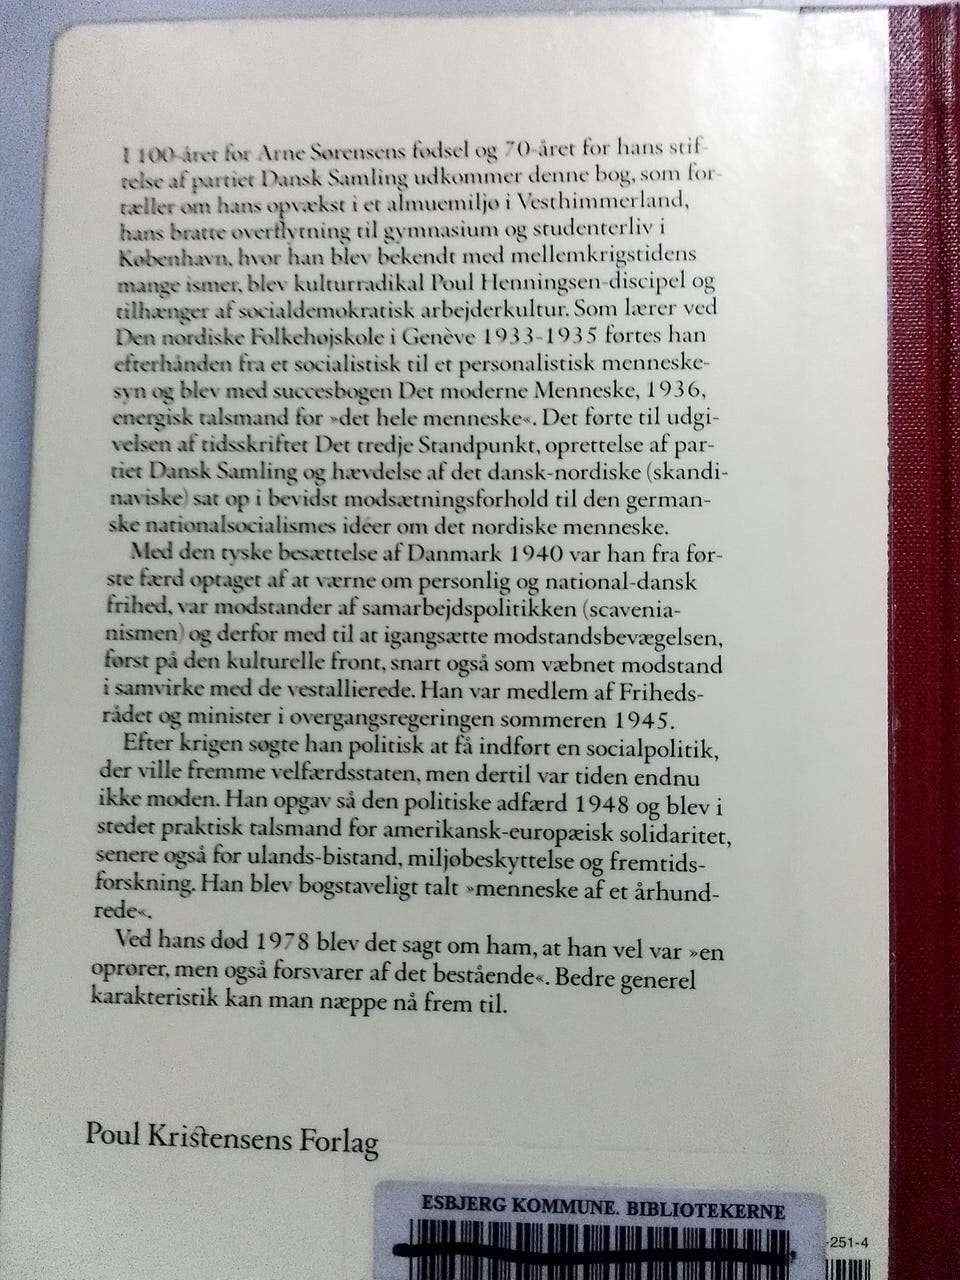 I 100-året for Arne Sørensens fødsel og 70-året for hans stif-
telse af partiet Dansk Samling udkommer denne bog, som for-
tæller om hans opvækst i et almuemiljø i Vesthimmerland,
hans bratte overflytning til gymnasium og studenterliv i
København, hvor han blev bekendt med mellemkrigstidens
mange ismer, blev kulturradikal Poul Henningsen-discipel og
tilhænger af socialdemokratisk arbejderkultur. Som lærer ved
Den nordiske Folkehøjskole i Genève 1933-1935 førtes han
efterhånden fra et socialistisk til et personalistisk menneske-
syn og blev med succesbogen Det moderne Menneske, 1936,
energisk talsmand for »det hele menneske«. Det førte til udgi-
velsen af tidsskriftet Det tredje Standpunkt, oprettelse af par-
tiet Dansk Samling og hævdelse af det dansk-nordiske (skandi-
naviske) sat op i bevidst modsætningsforhold til den german-
ske nationalsocialismes idéer om det nordiske menneske.
Med den tyske besættelse af Danmark 1940 var han fra før-
ste færd optaget af at værne om personlig og national-dansk
frihed, var modstander af samarbejdspolitikken (scavenia-
nismen) og derfor med til at igangsætte modstandsbevægelsen,
først på den kulturelle front, snart også som væbnet modstand
i samvirke med de vestallierede. Han var medlem af Friheds-
rådet og minister i overgangsregeringen sommeren 1945.
Efter krigen søgte han politisk at få indført en socialpolitik,
der ville fremme velfærdsstaten, men dertil var tiden endnu
ikke moden. Han opgav så den politiske adfærd 1948 og blev i
stedet praktisk talsmand for amerikansk-europæisk solidaritet,
senere også for ulands-bistand, miljøbeskyttelse og fremtids-
forskning. Han blev bogstaveligt talt »menneske af et århund-
rede«.
Ved hans død 1978 blev det sagt om ham, at han vel var »en
oprører, men også forsvarer af det bestående«. Bedre generel
karakteristik kan man næppe nå frem til.
Poul Kristensens Forlag
ESBJERG KOMMUNE. BIBLIOTEKERNE
-251-4